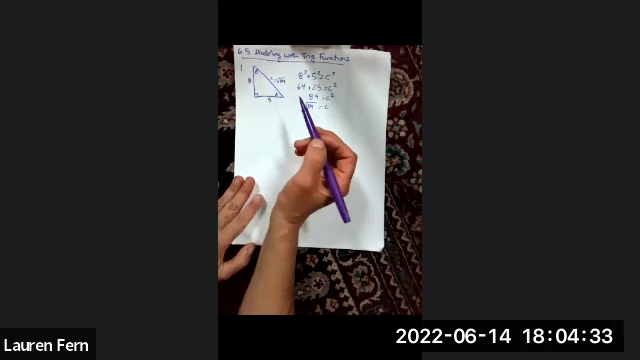 6.5 Modeling with Trig Functions
1
B
8
c = √89
5
A
8² + 5² = c²
64 + 25 = c²
89 = c²
√89 = c
Lauren Fern
2022-06-14 18:04:33